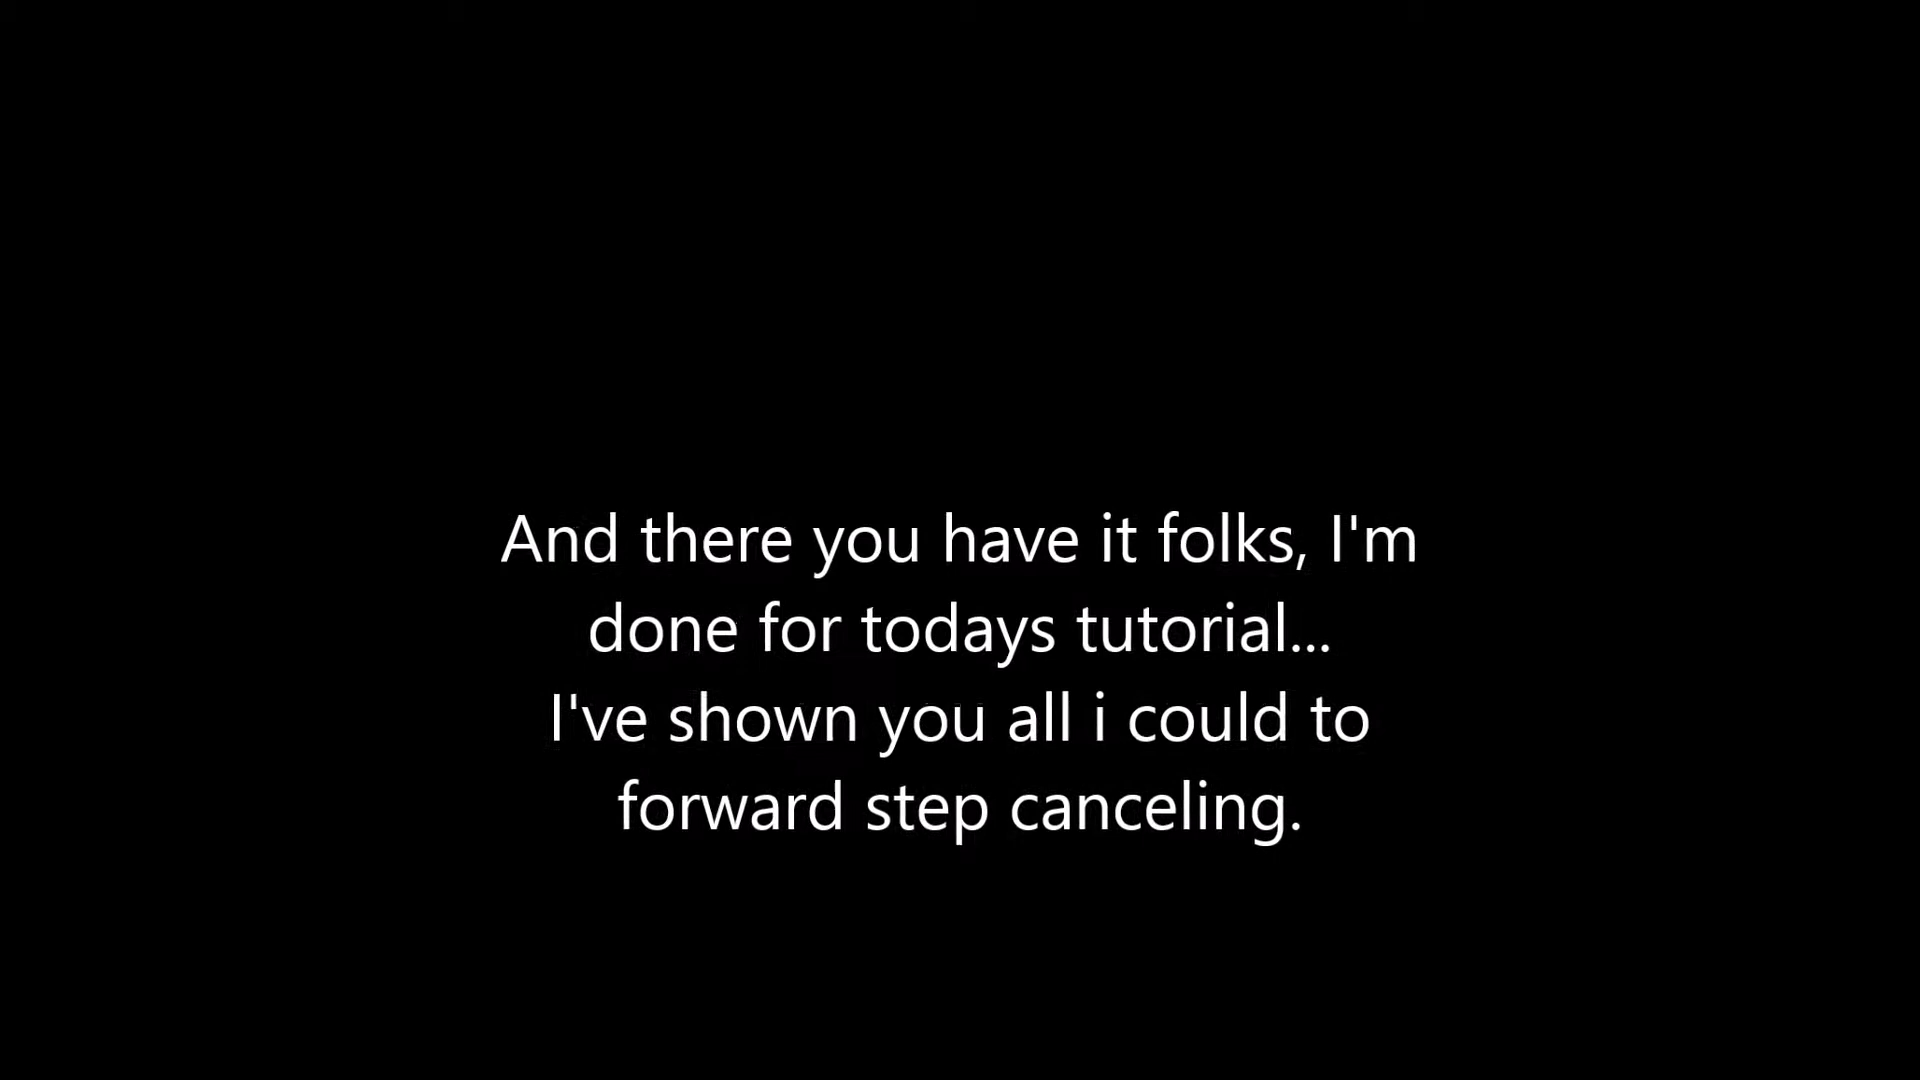 And there you have it folks, I'm
done for todays tutorial...
I've shown you all i could to
forward step canceling.